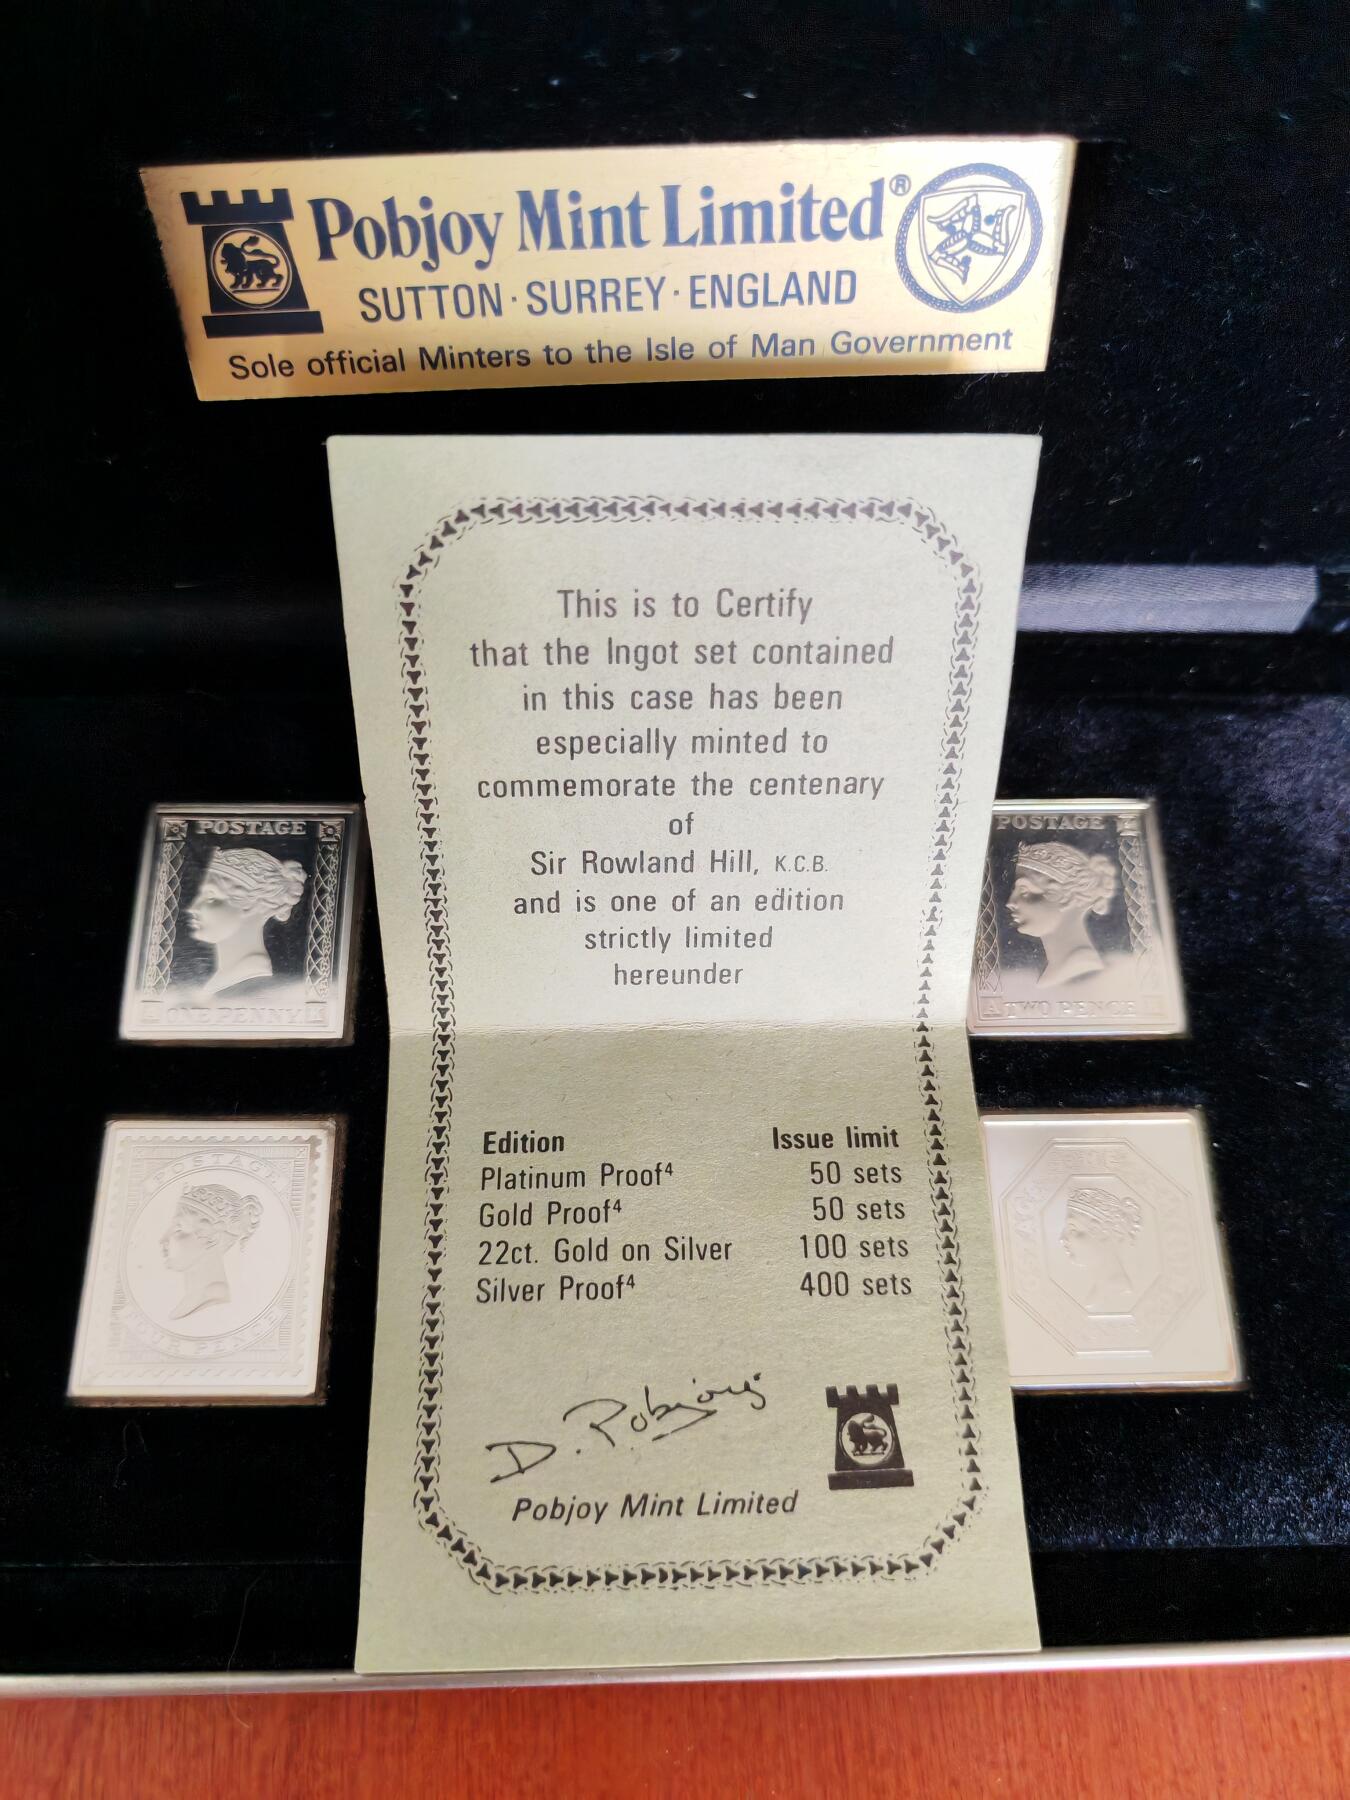 Pobjoy Mint Limited®
SUTTON · SURREY · ENGLAND
Sole official Minters to the Isle of Man Government
This is to Certify
that the Ingot set contained
in this case has been
especially minted to
commemorate the centenary
of
Sir Rowland Hill, K.C.B.
and is one of an edition
strictly limited
hereunder
Edition Issue limit
Platinum Proof⁴ 50 sets
Gold Proof⁴ 50 sets
22ct. Gold on Silver 100 sets
Silver Proof⁴ 400 sets
D. Pobjoy
Pobjoy Mint Limited
POSTAGE
ONE PENNY K
POSTAGE
A TWO PENCE
POSTAGE
FOUR PENCE